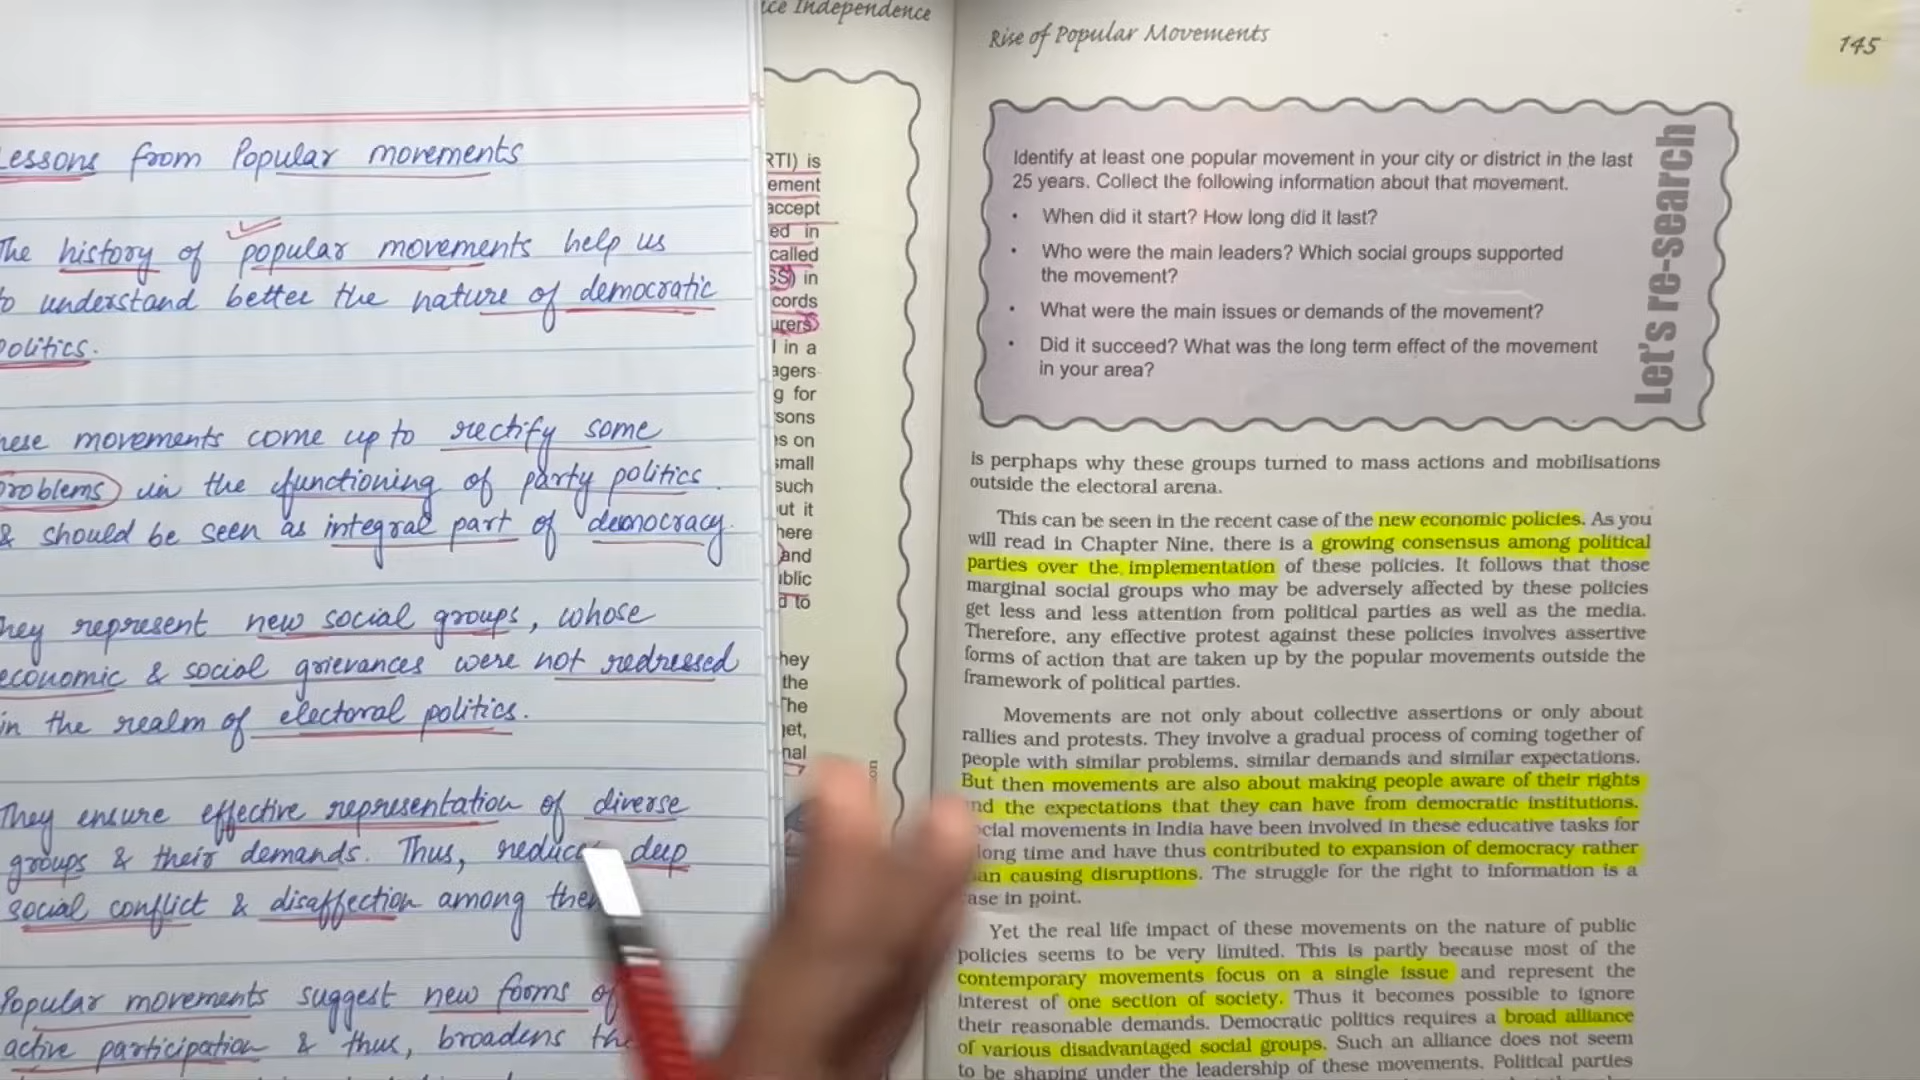 Lessons from Popular movements
The history of popular movements help us
to understand better the nature of democratic
politics.
hese movements come up to rectify some
problems in the functioning of party politics.
& should be seen as integral part of democracy.
hey represent new social groups, whose
economic & social grievances were not redressed
in the realm of electoral politics.
They ensure effective representation of diverse
groups & their demands. Thus, reduces deep
social conflict & disaffection among the
Popular movements suggest new forms of
active participation & thus, broadens th
ice Independence
RTI) is
ement
accept
ed in
called
SS) in
cords
urers
l in a
agers
g for
sons
s on
small
such
ut it
here
and
ublic
d to
hey
the
The
get,
nal
on
Rise of Popular Movements
145
Identify at least one popular movement in your city or district in the last
25 years. Collect the following information about that movement.
• When did it start? How long did it last?
• Who were the main leaders? Which social groups supported
the movement?
• What were the main issues or demands of the movement?
• Did it succeed? What was the long term effect of the movement
in your area?
Let's re-search
is perphaps why these groups turned to mass actions and mobilisations
outside the electoral arena.
This can be seen in the recent case of the new economic policies. As you
will read in Chapter Nine, there is a growing consensus among political
parties over the implementation of these policies. It follows that those
marginal social groups who may be adversely affected by these policies
get less and less attention from political parties as well as the media.
Therefore, any effective protest against these policies involves assertive
forms of action that are taken up by the popular movements outside the
framework of political parties.
Movements are not only about collective assertions or only about
rallies and protests. They involve a gradual process of coming together of
people with similar problems, similar demands and similar expectations.
But then movements are also about making people aware of their rights
nd the expectations that they can have from democratic institutions.
ocial movements in India have been involved in these educative tasks for
long time and have thus contributed to expansion of democracy rather
an causing disruptions. The struggle for the right to information is a
ase in point.
Yet the real life impact of these movements on the nature of public
policies seems to be very limited. This is partly because most of the
contemporary movements focus on a single issue and represent the
interest of one section of society. Thus it becomes possible to ignore
their reasonable demands. Democratic politics requires a broad alliance
of various disadvantaged social groups. Such an alliance does not seem
to be shaping under the leadership of these movements. Political parties